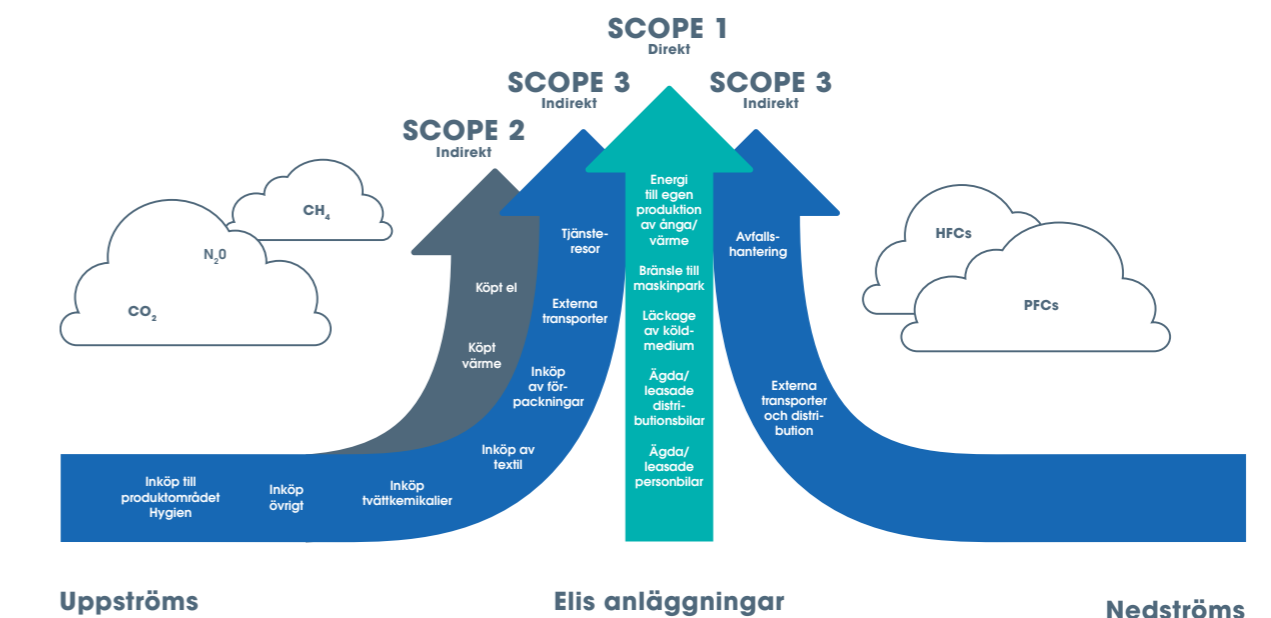 SCOPE 1
Direkt
SCOPE 3
Indirekt
SCOPE 3
Indirekt
SCOPE 2
Indirekt
CH₄
N₂0
CO₂
HFCs
PFCs
Köpt el
Köpt
värme
Tjänste-
resor
Externa
transporter
Inköp
av för-
packningar
Inköp av
textil
Inköp
tvättkemikalier
Inköp
övrigt
Inköp till
produktområdet
Hygien
Energi
till egen
produktion
av ånga/
värme
Bränsle till
maskinpark
Läckage
av köld-
medium
Ägda/
leasade
distri-
butionsbilar
Ägda/
leasade
personbilar
Avfalls-
hantering
Externa
transporter
och distri-
bution
Uppströms
Elis anläggningar
Nedströms